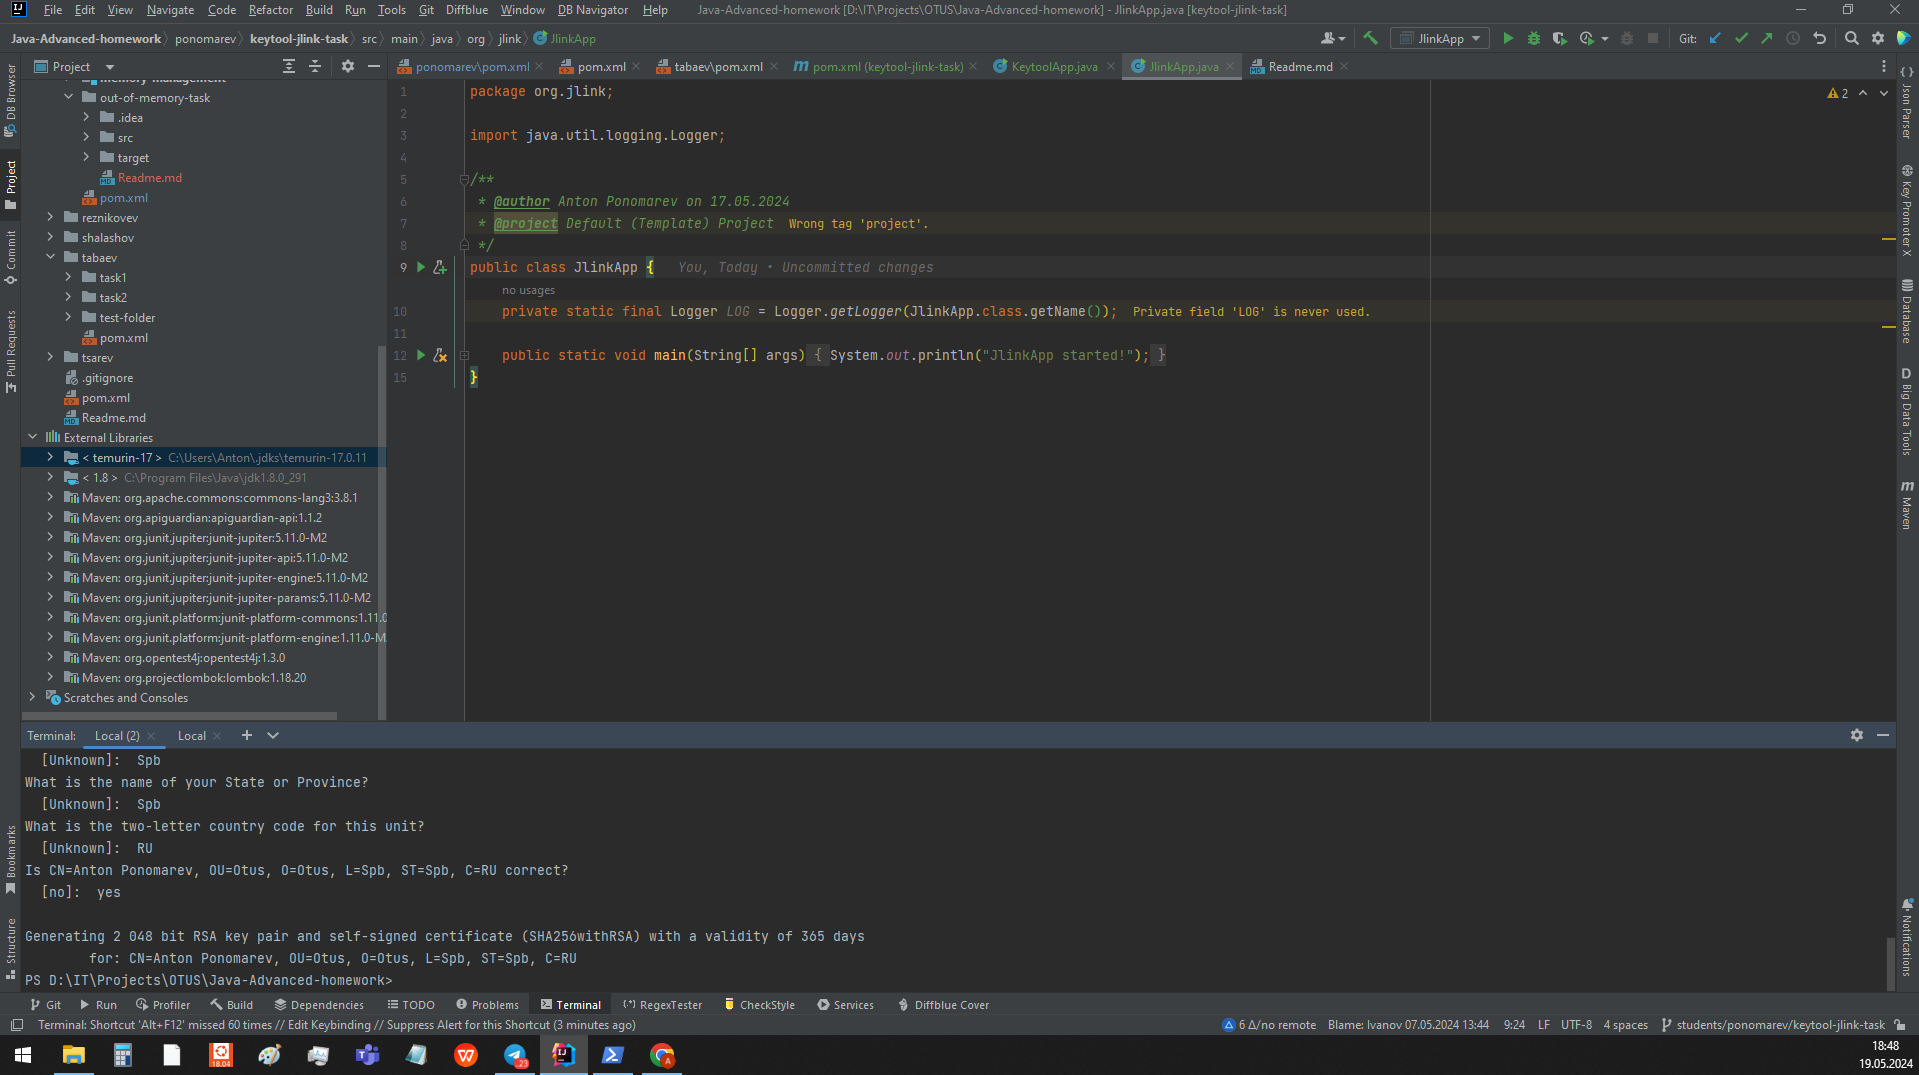 File Edit View Navigate Code Refactor Build Run Tools Git Diffblue Window DB Navigator Help Java-Advanced-homework [D:\IT\Projects\OTUS\Java-Advanced-homework] - JlinkApp.java [keytool-jlink-task]
Java-Advanced-homework ponomarev keytool-jlink-task src main java org jlink JlinkApp
JlinkApp
Git:
Project
ponomarev\pom.xml
pom.xml
tabaev\pom.xml
pom.xml (keytool-jlink-task)
KeytoolApp.java
JlinkApp.java
Readme.md
DB Browser
Project
Commit
Pull Requests
Bookmarks
Structure
memory-management
out-of-memory-task
.idea
src
target
Readme.md
pom.xml
reznikovev
shalashov
tabaev
task1
task2
test-folder
pom.xml
tsarev
.gitignore
pom.xml
Readme.md
External Libraries
< temurin-17 > C:\Users\Anton\.jdks\temurin-17.0.11
< 1.8 > C:\Program Files\Java\jdk1.8.0_291
Maven: org.apache.commons:commons-lang3:3.8.1
Maven: org.apiguardian:apiguardian-api:1.1.2
Maven: org.junit.jupiter:junit-jupiter:5.11.0-M2
Maven: org.junit.jupiter:junit-jupiter-api:5.11.0-M2
Maven: org.junit.jupiter:junit-jupiter-engine:5.11.0-M2
Maven: org.junit.jupiter:junit-jupiter-params:5.11.0-M2
Maven: org.junit.platform:junit-platform-commons:1.11.0
Maven: org.junit.platform:junit-platform-engine:1.11.0-M
Maven: org.opentest4j:opentest4j:1.3.0
Maven: org.projectlombok:lombok:1.18.20
Scratches and Consoles
1 package org.jlink;
2
3 import java.util.logging.Logger;
4
5 /**
6 * @author Anton Ponomarev on 17.05.2024
7 * @project Default (Template) Project Wrong tag 'project'.
8 */
9 public class JlinkApp { You, Today • Uncommitted changes
no usages
10 private static final Logger LOG = Logger.getLogger(JlinkApp.class.getName()); Private field 'LOG' is never used.
11
12 public static void main(String[] args) { System.out.println("JlinkApp started!"); }
15 }
2
Json Parser
Key Promoter X
Database
D Big Data Tools
m Maven
Notifications
Terminal: Local (2) Local
[Unknown]: Spb
What is the name of your State or Province?
[Unknown]: Spb
What is the two-letter country code for this unit?
[Unknown]: RU
Is CN=Anton Ponomarev, OU=Otus, O=Otus, L=Spb, ST=Spb, C=RU correct?
[no]: yes
Generating 2 048 bit RSA key pair and self-signed certificate (SHA256withRSA) with a validity of 365 days
for: CN=Anton Ponomarev, OU=Otus, O=Otus, L=Spb, ST=Spb, C=RU
PS D:\IT\Projects\OTUS\Java-Advanced-homework>
Git Run Profiler Build Dependencies TODO Problems Terminal RegexTester CheckStyle Services Diffblue Cover
Terminal: Shortcut 'Alt+F12' missed 60 times // Edit Keybinding // Suppress Alert for this Shortcut (3 minutes ago)
6 Δ/no remote Blame: Ivanov 07.05.2024 13:44 9:24 LF UTF-8 4 spaces students/ponomarev/keytool-jlink-task
18.04
23
18:48
19.05.2024